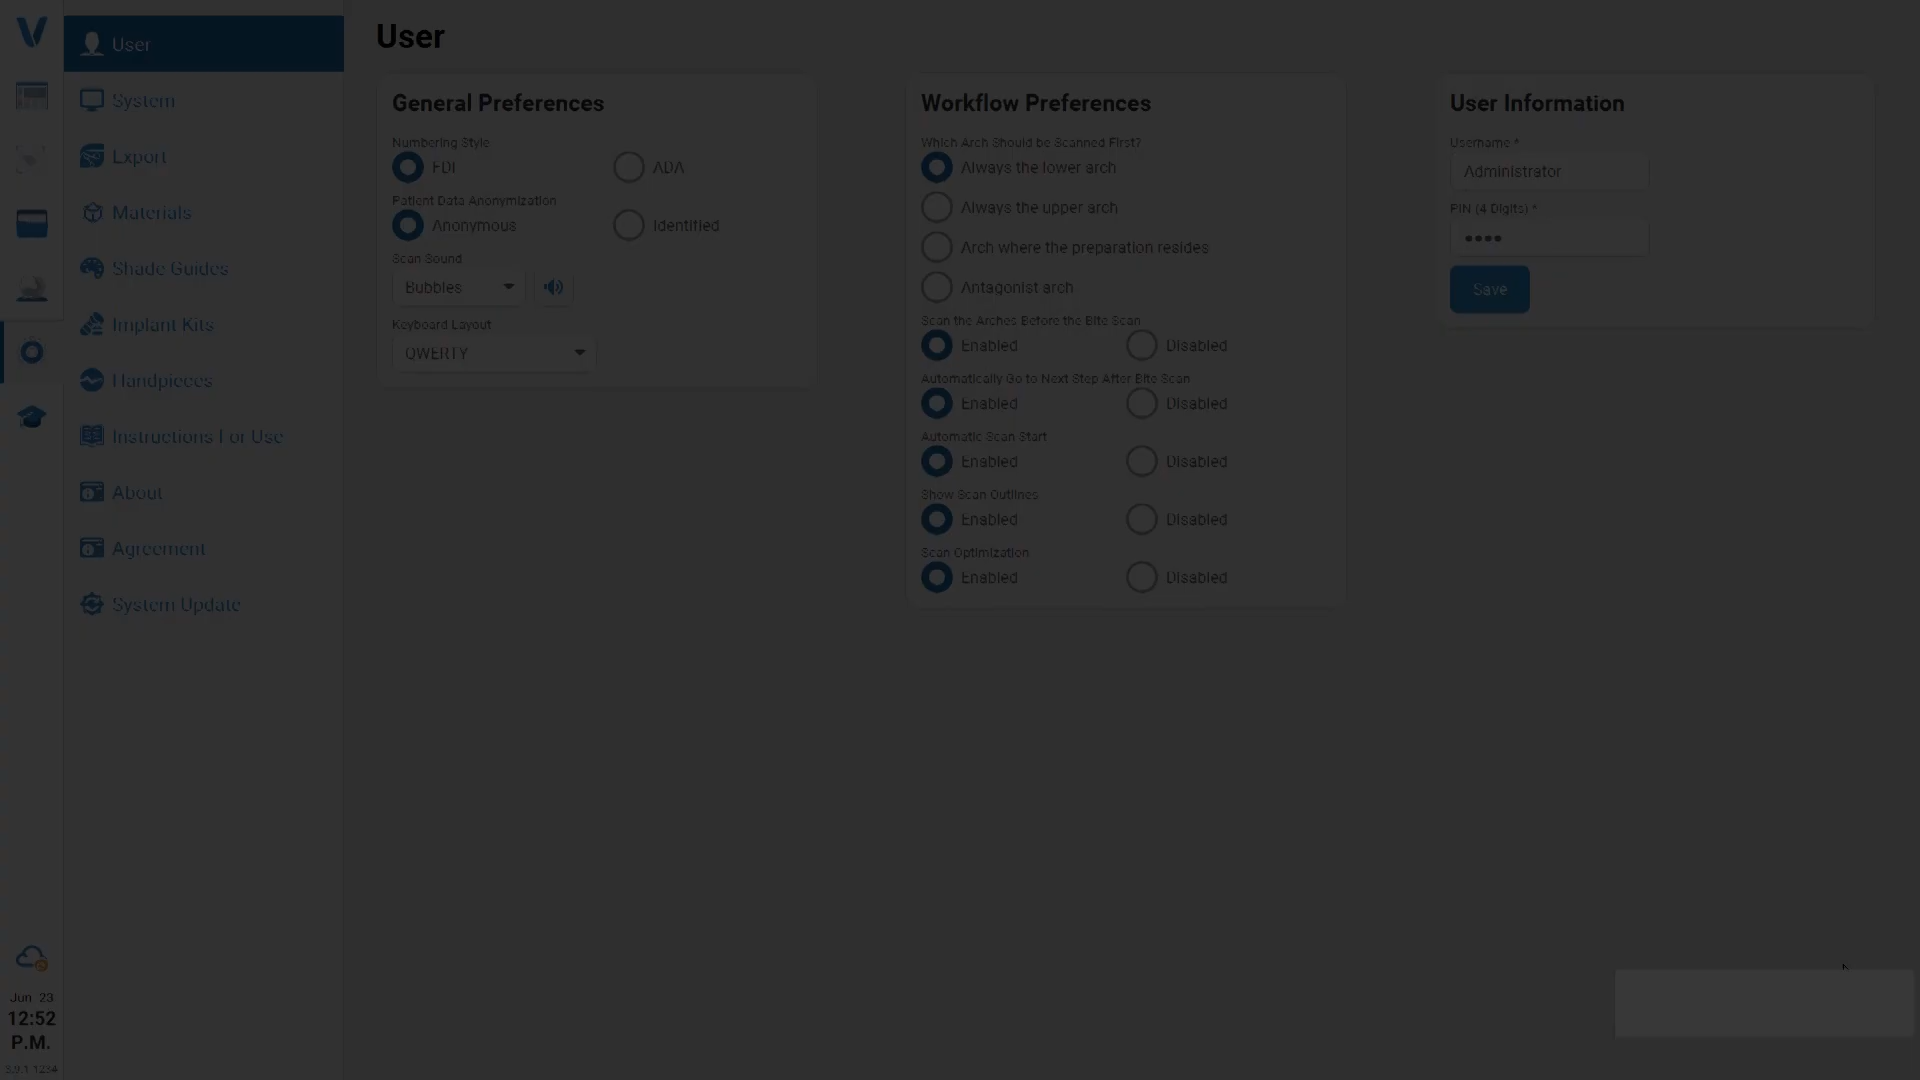 User
System
Export
Materials
Shade Guides
Implant Kits
Handpieces
Instructions For Use
About
Agreement
System Update
Jun 23
12:52
P.M.
3.9.1 1234
User
General Preferences
Numbering Style
FDI ADA
Patient Data Anonymization
Anonymous Identified
Scan Sound
Bubbles
Keyboard Layout
QWERTY
Workflow Preferences
Which Arch Should be Scanned First?
Always the lower arch
Always the upper arch
Arch where the preparation resides
Antagonist arch
Scan the Arches Before the Bite Scan
Enabled Disabled
Automatically Go to Next Step After Bite Scan
Enabled Disabled
Automatic Scan Start
Enabled Disabled
Show Scan Outlines
Enabled Disabled
Scan Optimization
Enabled Disabled
User Information
Username *
Administrator
PIN (4 Digits) *
••••
Save